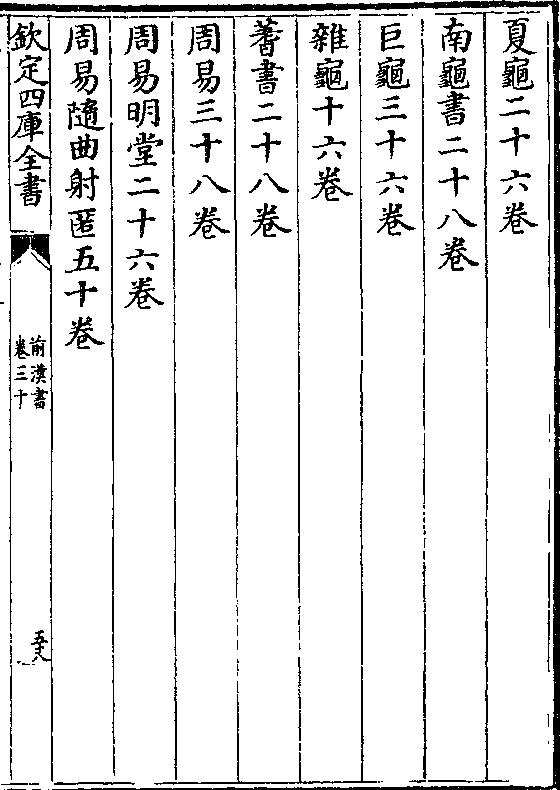 夏龜二十六卷
南龜書二十八卷
巨龜三十六卷
雜龜十六卷
蓍書二十八卷
周易三十八卷
周易明堂二十六卷
周易隨曲射匿五十卷
欽定四庫全書
前漢書
卷三十
五十八